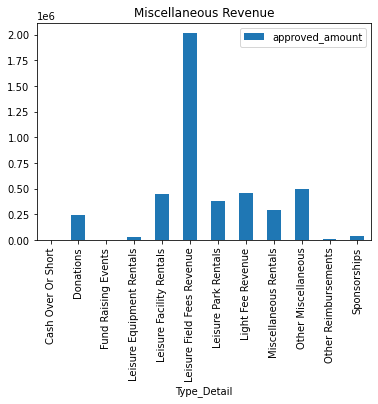 Miscellaneous Revenue
1e6
approved_amount
2.00
1.75
1.50
1.25
1.00
0.75
0.50
0.25
0.00
Cash Over Or Short
Donations
Fund Raising Events
Leisure Equipment Rentals
Leisure Facility Rentals
Leisure Field Fees Revenue
Leisure Park Rentals
Light Fee Revenue
Miscellaneous Rentals
Other Miscellaneous
Other Reimbursements
Sponsorships
Type_Detail